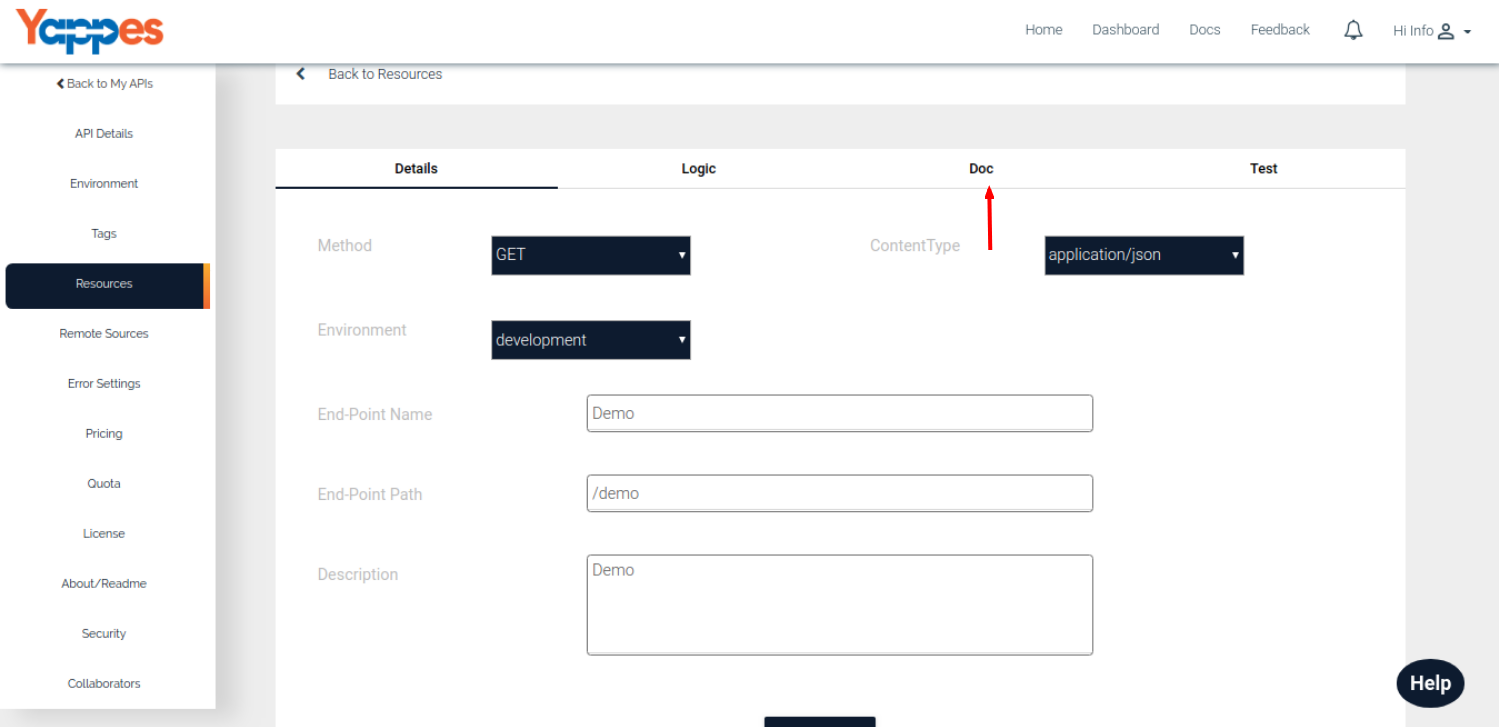 Yappes
Home Dashboard Docs Feedback Hi Info
Back to My APIs
API Details
Environment
Tags
Resources
Remote Sources
Error Settings
Pricing
Quota
License
About/Readme
Security
Collaborators
Back to Resources
Details Logic Doc Test
Method GET ContentType application/json
Environment development
End-Point Name Demo
End-Point Path /demo
Description Demo
Help